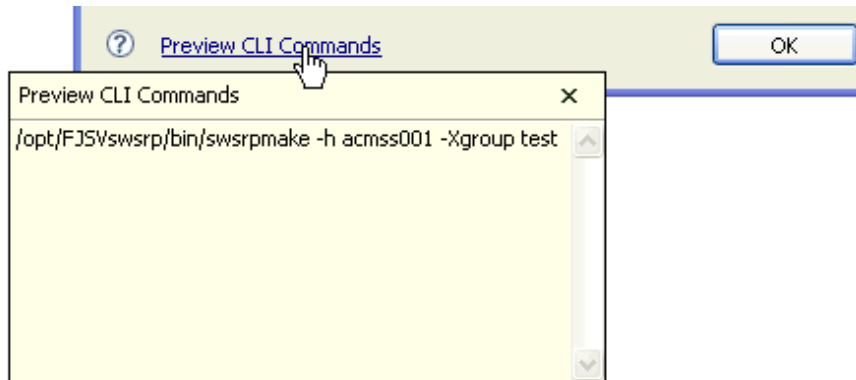 Preview CLI Commands
OK
Preview CLI Commands
/opt/FJSVswsrp/bin/swsrpmake -h acmss001 -Xgroup test